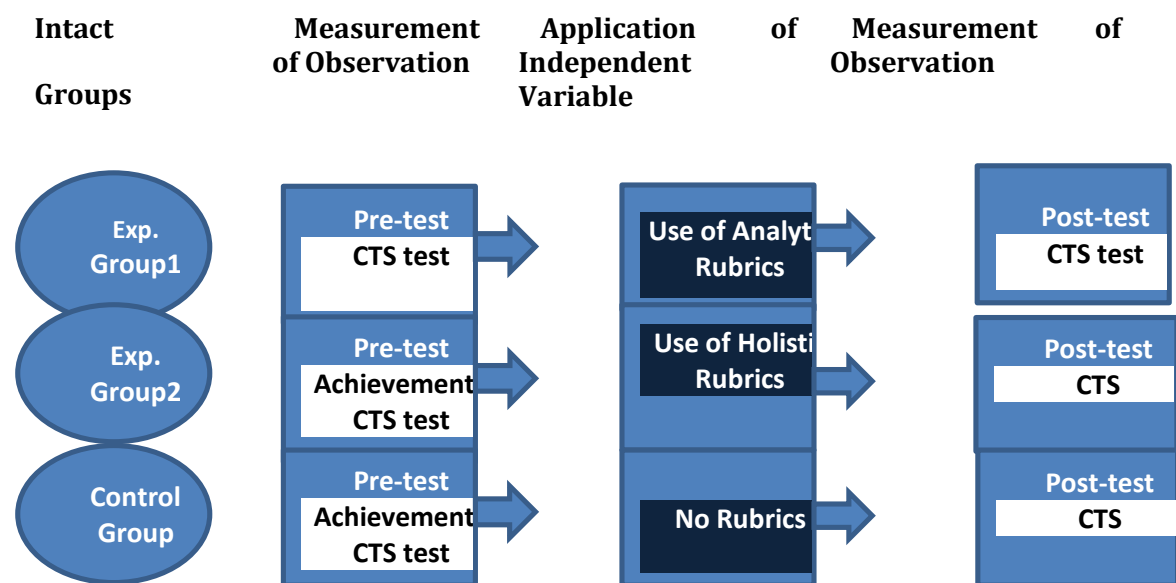 Intact
Groups
Measurement
of Observation
Application of
Independent
Variable
Measurement of
Observation
Exp.
Group1
Pre-test
CTS test
Use of Analyt
Rubrics
Post-test
CTS test
Exp.
Group2
Pre-test
Achievement
CTS test
Use of Holisti
Rubrics
Post-test
CTS
Control
Group
Pre-test
Achievement
CTS test
No Rubrics
Post-test
CTS